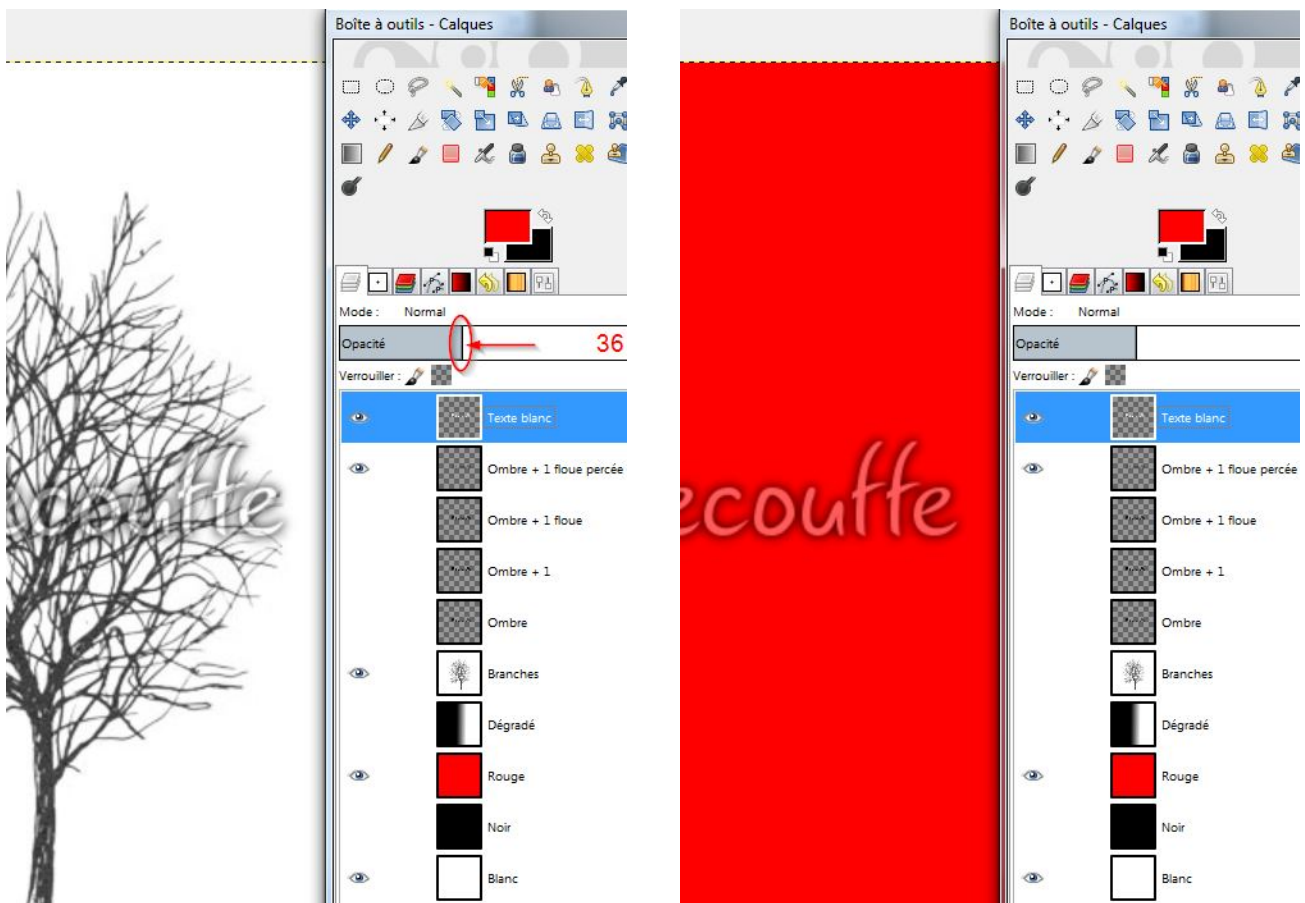 Boîte à outils - Calques
Mode : Normal
Opacité
36
Verrouiller :
Texte blanc
Ombre + 1 floue percée
Ombre + 1 floue
Ombre + 1
Ombre
Branches
Dégradé
Rouge
Noir
Blanc
ecouffe
Boîte à outils - Calques
Mode : Normal
Opacité
Verrouiller :
Texte blanc
Ombre + 1 floue percée
Ombre + 1 floue
Ombre + 1
Ombre
Branches
Dégradé
Rouge
Noir
Blanc
ecouffe